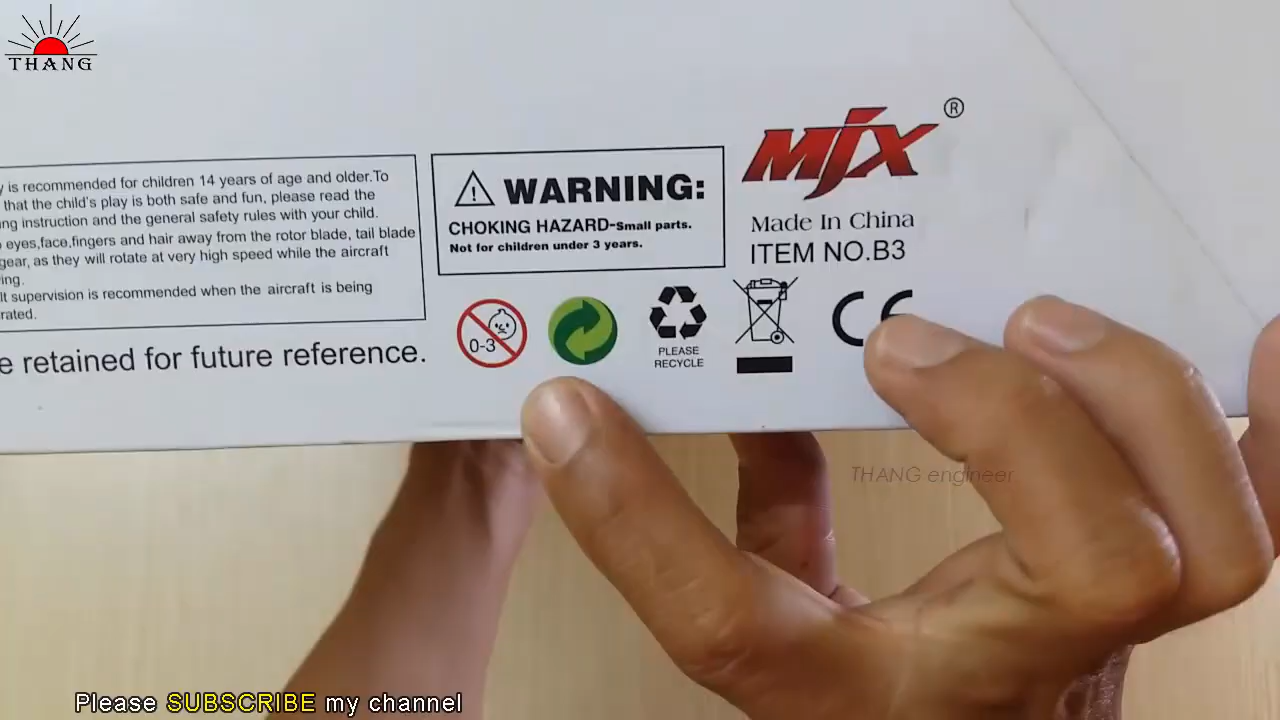 THANG
y is recommended for children 14 years of age and older.To
that the child's play is both safe and fun, please read the
ng instruction and the general safety rules with your child.
eyes,face,fingers and hair away from the rotor blade, tail blade
gear, as they will rotate at very high speed while the aircraft
ing.
lt supervision is recommended when the aircraft is being
rated.
e retained for future reference.
WARNING:
CHOKING HAZARD-Small parts.
Not for children under 3 years.
0-3
PLEASE
RECYCLE
MJX ®
Made In China
ITEM NO.B3
CE
THANG engineer
Please SUBSCRIBE my channel